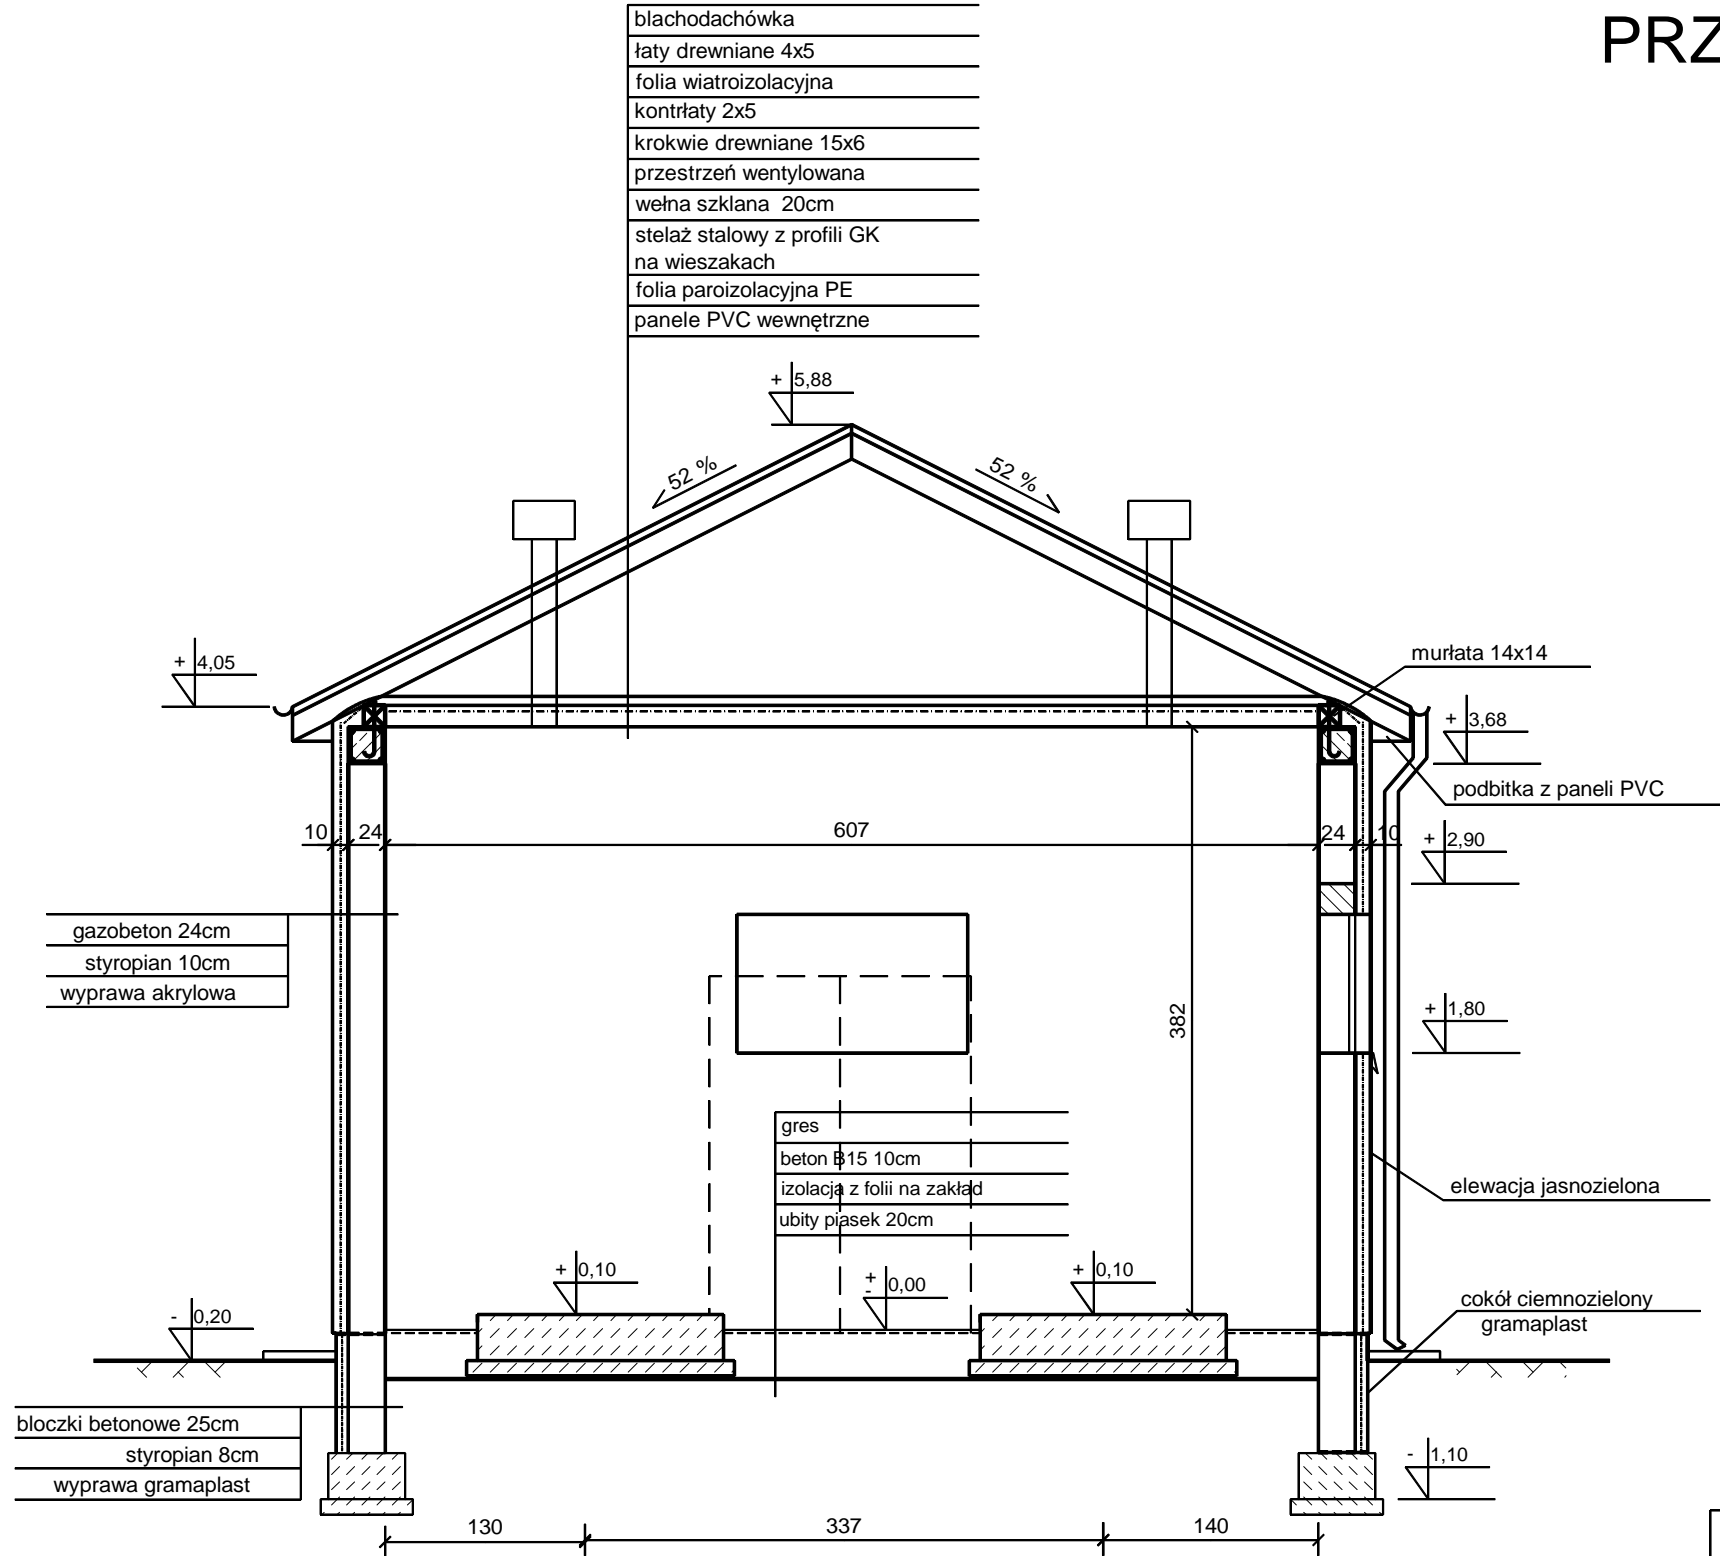 PRZ
blachodachówka
łaty drewniane 4x5
folia wiatroizolacyjna
kontrłaty 2x5
krokwie drewniane 15x6
przestrzeń wentylowana
wełna szklana 20cm
stelaż stalowy z profili GK
na wieszakach
folia paroizolacyjna PE
panele PVC wewnętrzne
+ 5,88
52 %
52 %
+ 4,05
murłata 14x14
+ 3,68
podbitka z paneli PVC
10 24 607 24 10
+ 2,90
gazobeton 24cm
styropian 10cm
wyprawa akrylowa
382
+ 1,80
gres
beton B15 10cm
izolacja z folii na zakład
ubity piasek 20cm
elewacja jasnozielona
+ 0,10
+ 0,10
+
- 0,00
- 0,20
cokół ciemnozielony
gramaplast
bloczki betonowe 25cm
styropian 8cm
wyprawa gramaplast
- 1,10
130 337 140